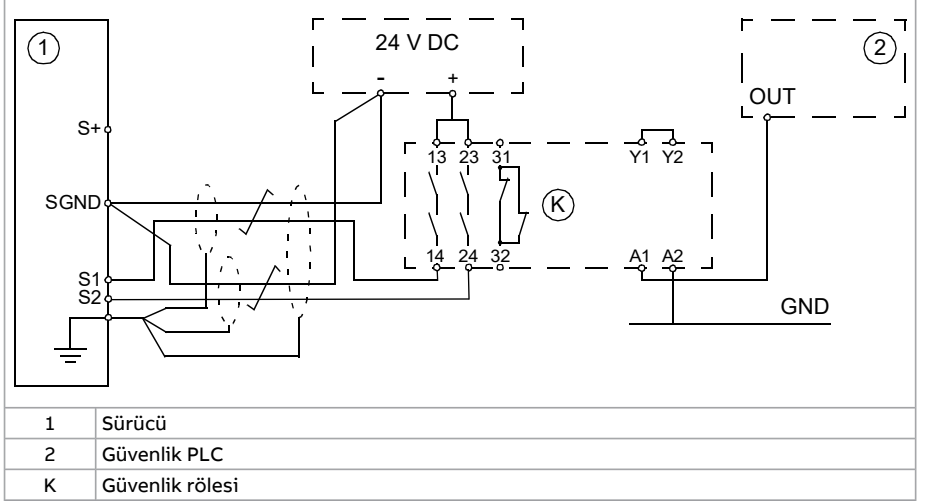 1
24 V DC
2
- +
OUT
S+
13 23 31
Y1 Y2
SGND
K
14 24 32
A1 A2
S1
S2
GND
1 Sürücü
2 Güvenlik PLC
K Güvenlik rölesi